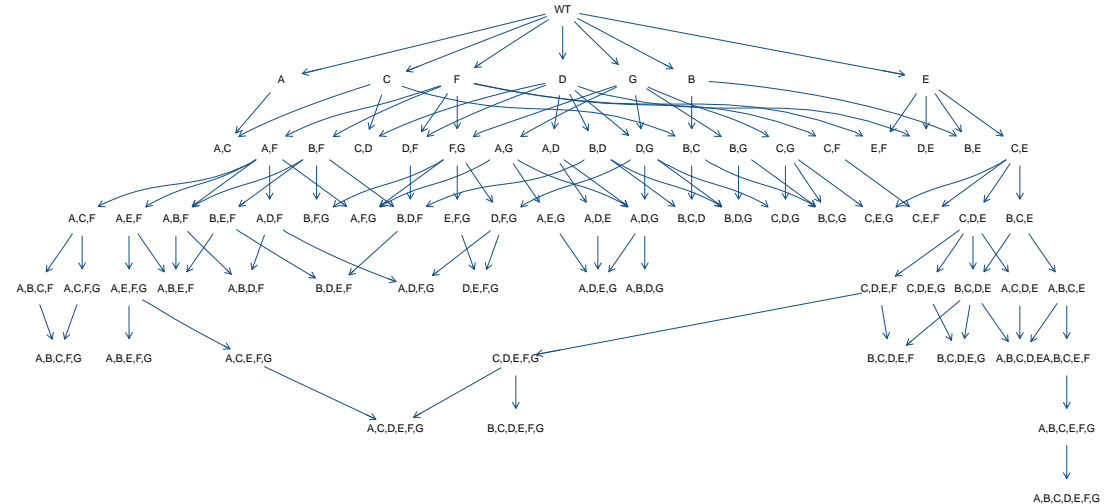 WT
A C F D G B E
A,C A,F B,F C,D D,F F,G A,G A,D B,D D,G B,C B,G C,G C,F E,F D,E B,E C,E
A,C,F A,E,F A,B,F B,E,F A,D,F B,F,G A,F,G B,D,F E,F,G D,F,G A,E,G A,D,E A,D,G B,C,D B,D,G C,D,G B,C,G C,E,G C,E,F C,D,E B,C,E
A,B,C,F A,C,F,G A,E,F,G A,B,E,F A,B,D,F B,D,E,F A,D,F,G D,E,F,G A,D,E,G A,B,D,G C,D,E,F C,D,E,G B,C,D,E A,C,D,E A,B,C,E
A,B,C,F,G A,B,E,F,G A,C,E,F,G C,D,E,F,G B,C,D,E,F B,C,D,E,G A,B,C,D,E A,B,C,E,F
A,C,D,E,F,G B,C,D,E,F,G A,B,C,E,F,G
A,B,C,D,E,F,G